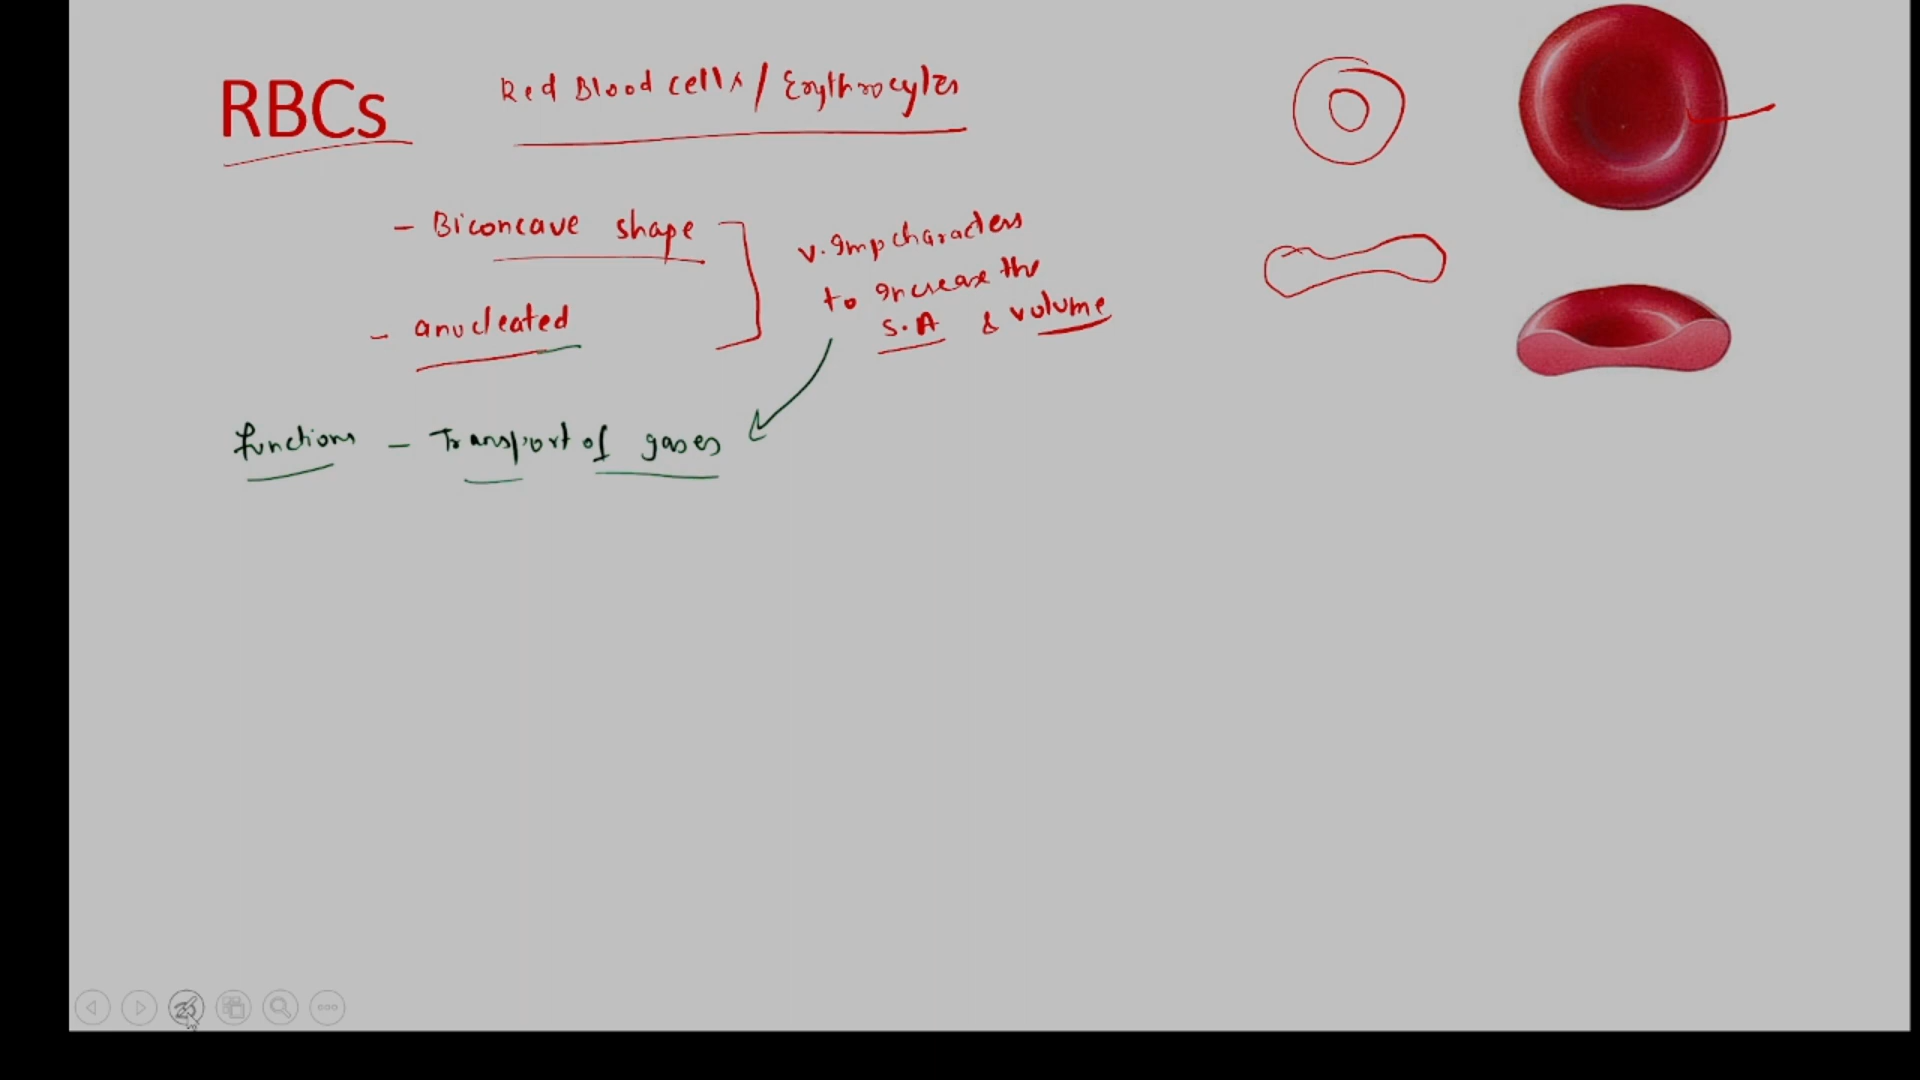 RBCs Red Blood cells / Erythrocytes
- Biconcave shape
- anucleated
v. Imp characters
to increase the
S.A & volume
functions - Transport of gases